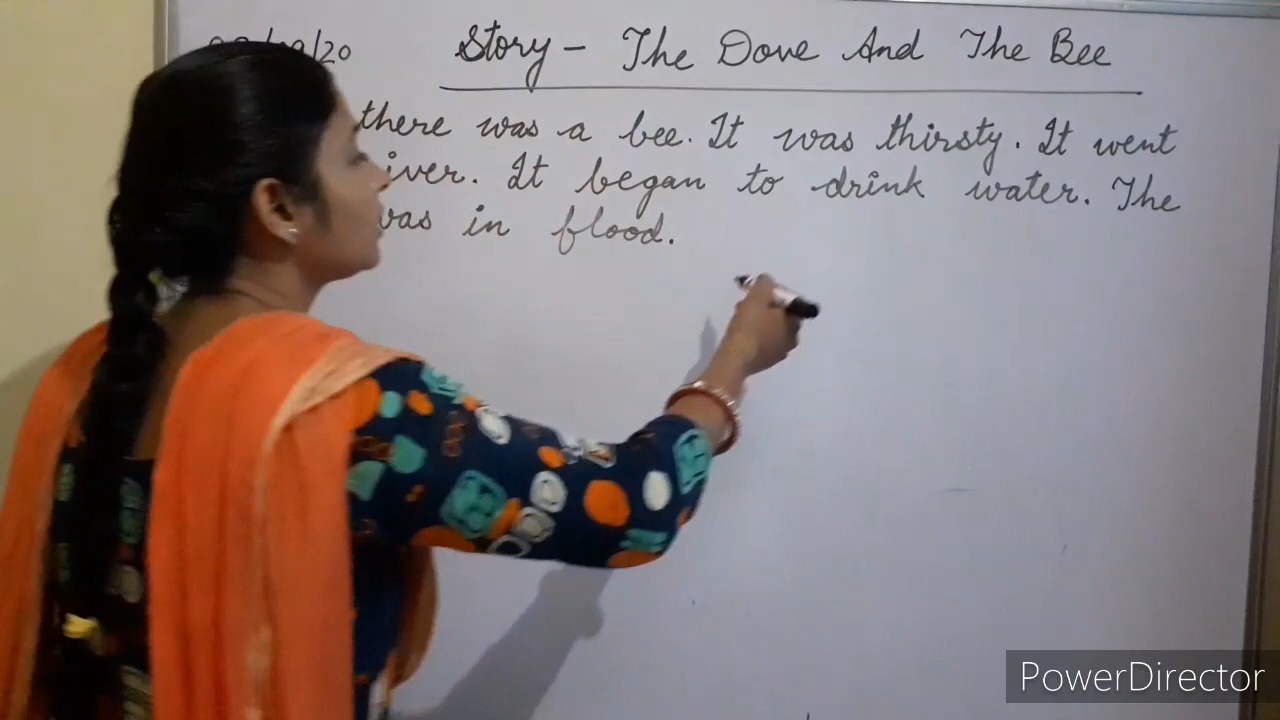 /20 Story - The Dove And The Bee
there was a bee. It was thirsty. It went
iver. It began to drink water. The
was in flood.
PowerDirector